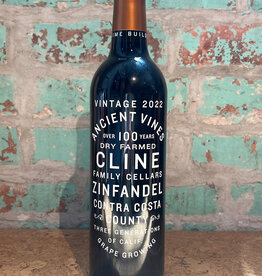 VINTAGE 2022
ANCIENT VINES
OVER 100 YEARS
DRY FARMED
CLINE
FAMILY CELLARS
ZINFANDEL
CONTRA COSTA
COUNTY
THREE GENERATIONS
OF CALIF.
GRAPE GROWING